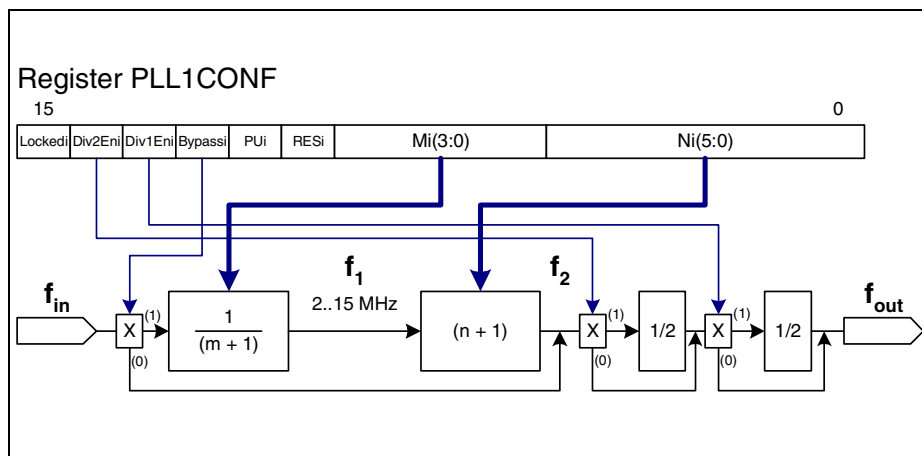 Register PLL1CONF
15 0
Lockedi Div2Eni Div1Eni Bypassi PUi RESi Mi(3:0) Ni(5:0)
f1 f2
fin 2..15 MHz fout
X (1) 1 (m + 1) (n + 1) X (1) 1/2 X (1) 1/2
(0) (0) (0)